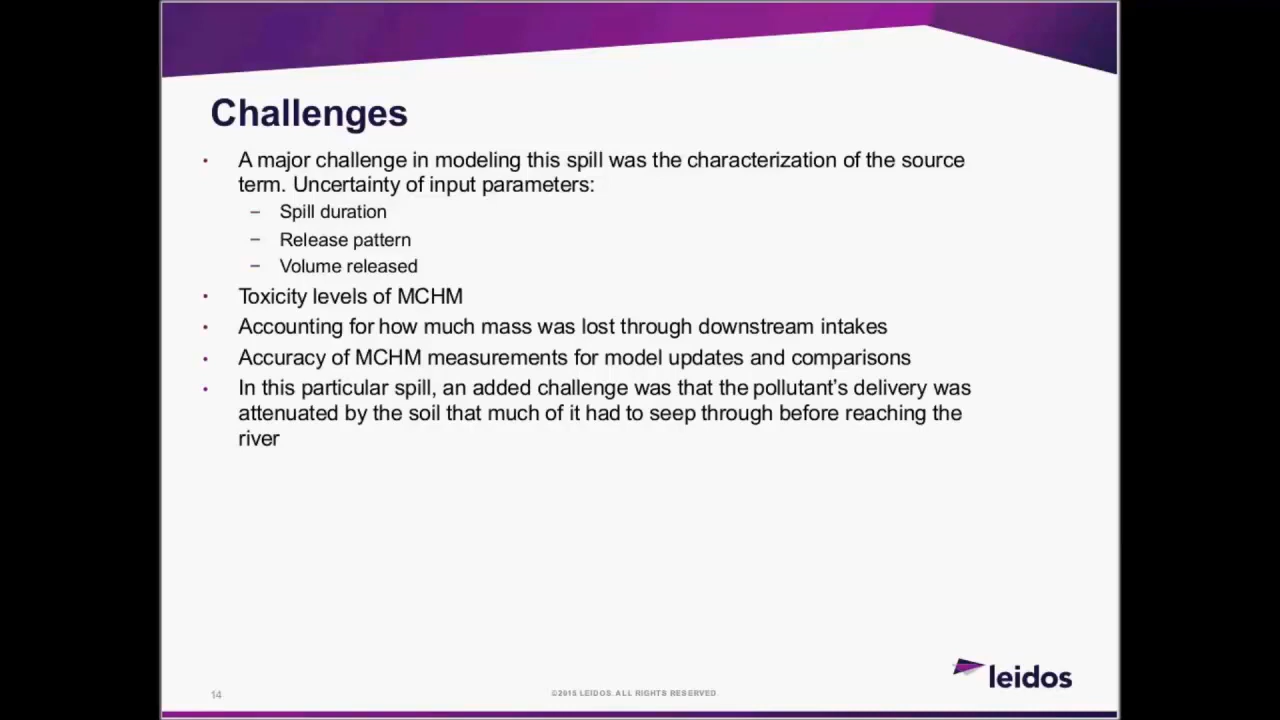 Challenges
• A major challenge in modeling this spill was the characterization of the source
term. Uncertainty of input parameters:
– Spill duration
– Release pattern
– Volume released
• Toxicity levels of MCHM
• Accounting for how much mass was lost through downstream intakes
• Accuracy of MCHM measurements for model updates and comparisons
• In this particular spill, an added challenge was that the pollutant’s delivery was
attenuated by the soil that much of it had to seep through before reaching the
river
leidos
14
©2015 LEIDOS. ALL RIGHTS RESERVED